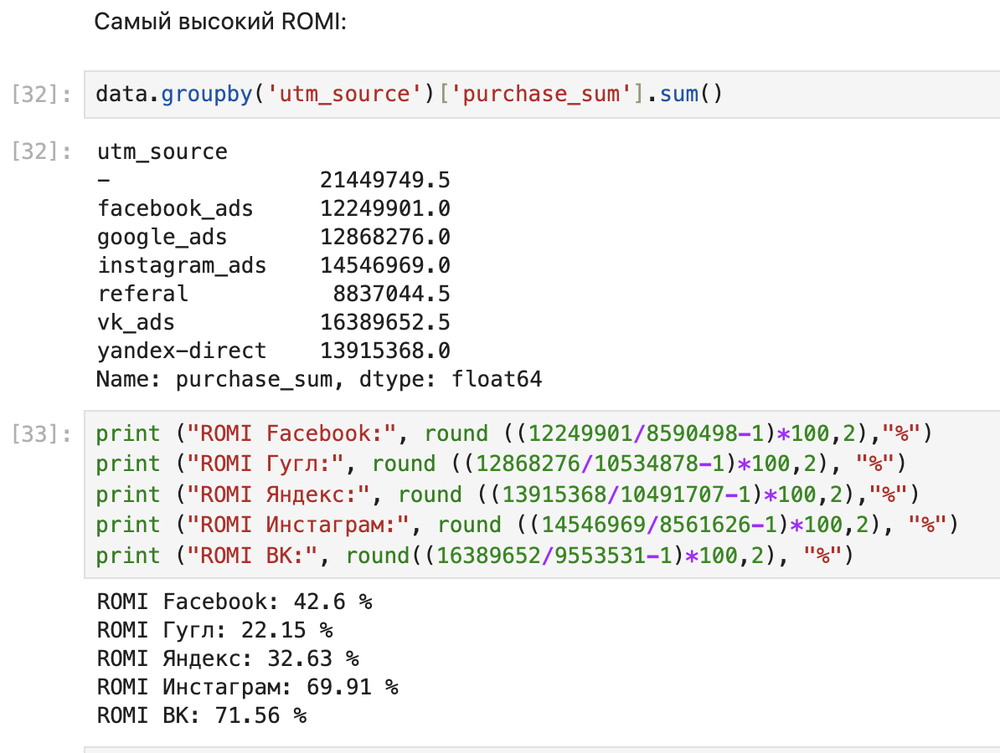 Самый высокий ROMI:
[32]: data.groupby('utm_source')['purchase_sum'].sum()
[32]: utm_source
- 21449749.5
facebook_ads 12249901.0
google_ads 12868276.0
instagram_ads 14546969.0
referal 8837044.5
vk_ads 16389652.5
yandex-direct 13915368.0
Name: purchase_sum, dtype: float64
[33]: print ("ROMI Facebook:", round ((12249901/8590498-1)*100,2),"%")
print ("ROMI Гугл:", round ((12868276/10534878-1)*100,2), "%")
print ("ROMI Яндекс:", round ((13915368/10491707-1)*100,2),"%")
print ("ROMI Инстаграм:", round ((14546969/8561626-1)*100,2), "%")
print ("ROMI ВК:", round((16389652/9553531-1)*100,2), "%")
ROMI Facebook: 42.6 %
ROMI Гугл: 22.15 %
ROMI Яндекс: 32.63 %
ROMI Инстаграм: 69.91 %
ROMI ВК: 71.56 %